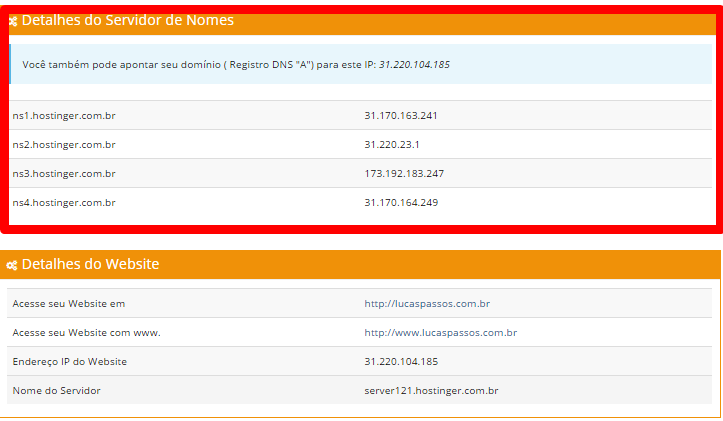 Detalhes do Servidor de Nomes
Você também pode apontar seu domínio ( Registro DNS "A") para este IP: 31.220.104.185
ns1.hostinger.com.br 31.170.163.241
ns2.hostinger.com.br 31.220.23.1
ns3.hostinger.com.br 173.192.183.247
ns4.hostinger.com.br 31.170.164.249
Detalhes do Website
Acesse seu Website em http://lucaspassos.com.br
Acesse seu Website com www. http://www.lucaspassos.com.br
Endereço IP do Website 31.220.104.185
Nome do Servidor server121.hostinger.com.br